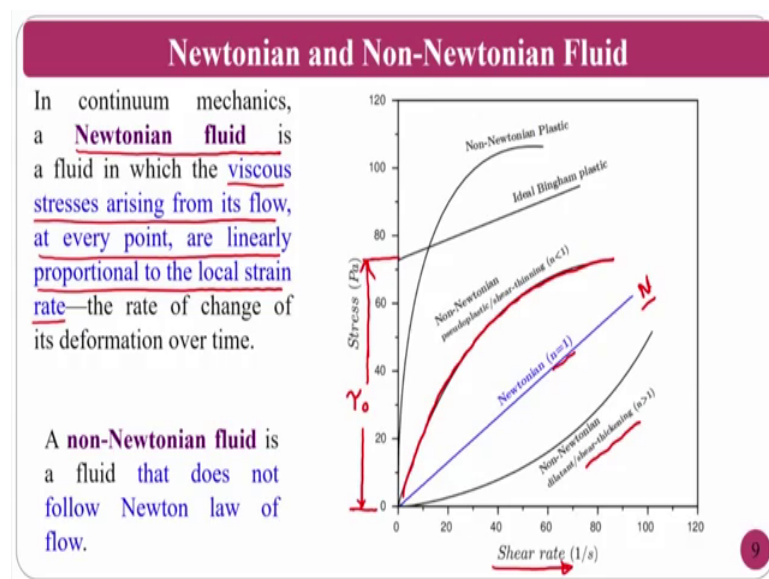 Newtonian and Non-Newtonian Fluid
In continuum mechanics,
a Newtonian fluid is
a fluid in which the viscous
stresses arising from its flow,
at every point, are linearly
proportional to the local strain
rate—the rate of change of
its deformation over time.
A non-Newtonian fluid is
a fluid that does not
follow Newton law of
flow.
120
100
80
60
40
20
0
Stress (Pa)
Non-Newtonian Plastic
Ideal Bingham plastic
Non-Newtonian
pseudoplastic/shear-thinning (n<1)
Newtonian (n=1)
N
Non-Newtonian
dilatant/shear-thickening (n>1)
τ₀
0 20 40 60 80 100 120
Shear rate (1/s)
9